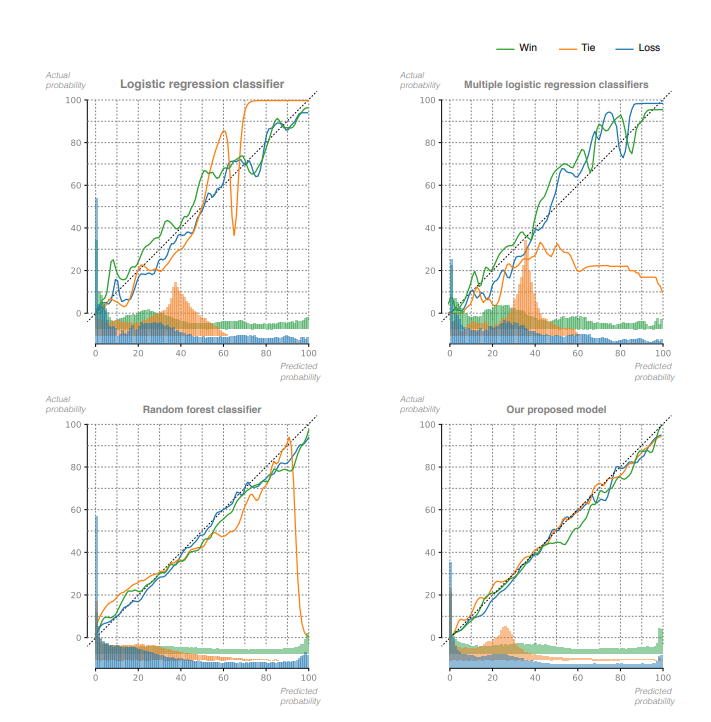 Win Tie Loss
Actual
probability
Logistic regression classifier
100
80
60
40
20
0
0 20 40 60 80 100
Predicted
probability
Actual
probability
Multiple logistic regression classifiers
100
80
60
40
20
0
0 20 40 60 80 100
Predicted
probability
Actual
probability
Random forest classifier
100
80
60
40
20
0
0 20 40 60 80 100
Predicted
probability
Actual
probability
Our proposed model
100
80
60
40
20
0
0 20 40 60 80 100
Predicted
probability